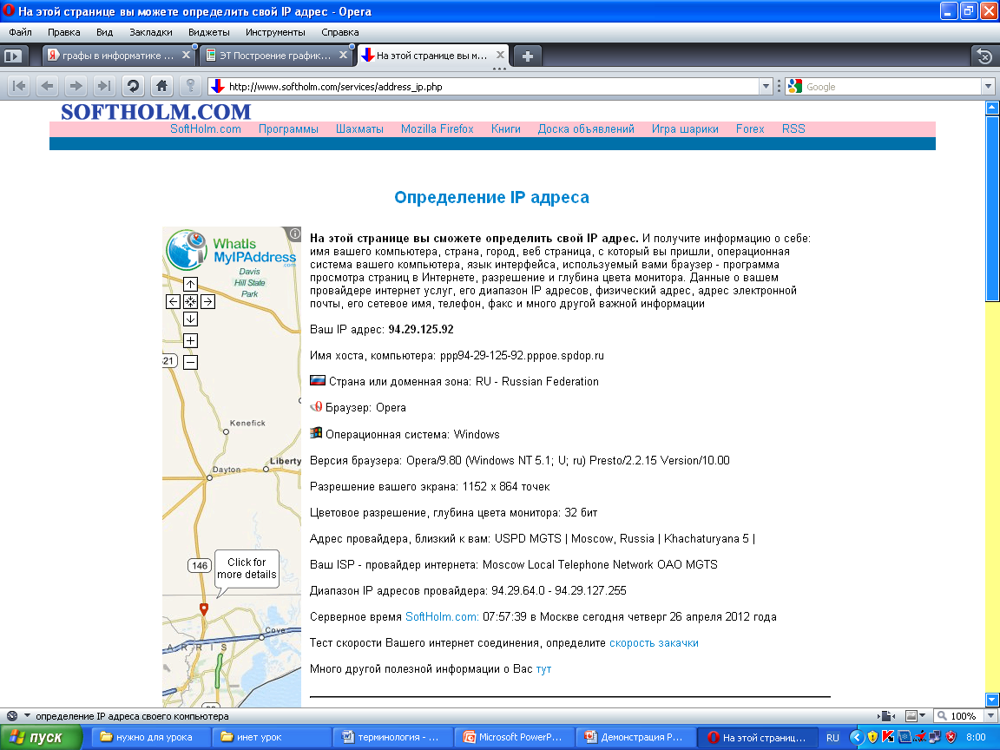 На этой странице вы можете определить свой IP адрес - Opera
Файл Правка Вид Закладки Виджеты Инструменты Справка
графы в информатике ... ЭТ Построение график... На этой странице вы м...
http://www.softholm.com/services/address_ip.php Google
SOFTHOLM.COM
SoftHolm.com Программы Шахматы Mozilla Firefox Книги Доска объявлений Игра шарики Forex RSS
Определение IP адреса
WhatIs
MyIPAddress
.com
Davis
Hill State
Park
21
Kenefick
Liberty
Dayton
146
Click for
more details
Cove
A R R I S
На этой странице вы сможете определить свой IP адрес. И получите информацию о себе:
имя вашего компьютера, страна, город, веб страница, с который вы пришли, операционная
система вашего компьютера, язык интерфейса, используемый вами браузер - программа
просмотра страниц в Интернете, разрешение и глубина цвета монитора. Данные о вашем
провайдере интернет услуг, его диапазон IP адресов, физический адрес, адрес электронной
почты, его сетевое имя, телефон, факс и много другой важной информации
Ваш IP адрес: 94.29.125.92
Имя хоста, компьютера: ppp94-29-125-92.pppoe.spdop.ru
Страна или доменная зона: RU - Russian Federation
Браузер: Opera
Операционная система: Windows
Версия браузера: Opera/9.80 (Windows NT 5.1; U; ru) Presto/2.2.15 Version/10.00
Разрешение вашего экрана: 1152 x 864 точек
Цветовое разрешение, глубина цвета монитора: 32 бит
Адрес провайдера, близкий к вам: USPD MGTS | Moscow, Russia | Khachaturyana 5 |
Ваш ISP - провайдер интернета: Moscow Local Telephone Network OAO MGTS
Диапазон IP адресов провайдера: 94.29.64.0 - 94.29.127.255
Серверное время SoftHolm.com: 07:57:39 в Москве сегодня четверг 26 апреля 2012 года
Тест скорости Вашего интернет соединения, определите скорость закачки
Много другой полезной информации о Вас тут
определение IP адреса своего компьютера 100%
пуск нужно для урока инет урок терминология - ... Microsoft PowerP... Демонстрация P... На этой страниц... RU 8:00